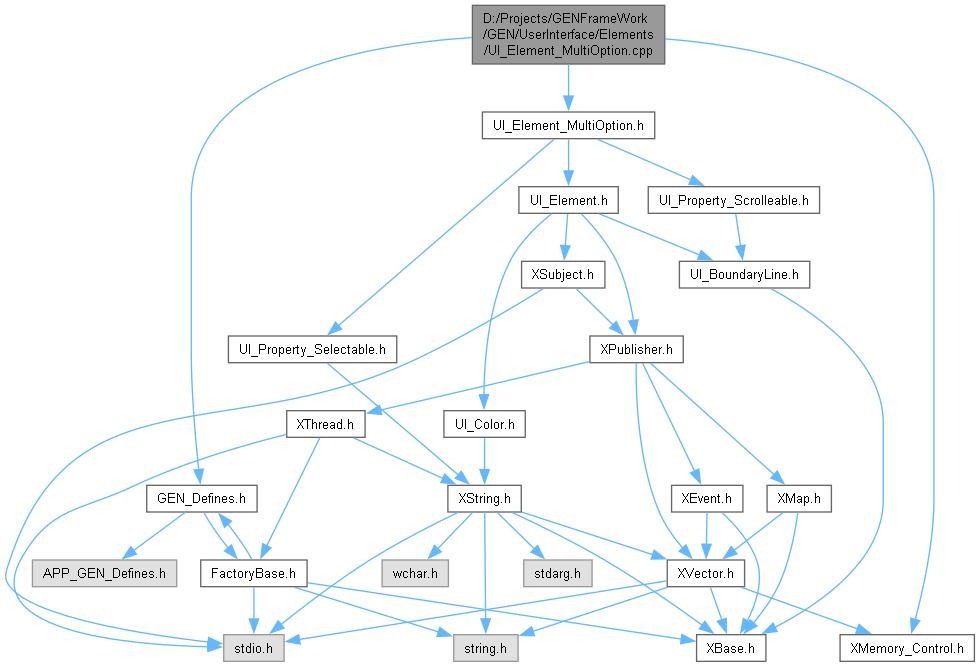 D:/Projects/GENFrameWork
/GEN/UserInterface/Elements
/UI_Element_MultiOption.cpp
UI_Element_MultiOption.h
UI_Element.h
UI_Property_Scrolleable.h
XSubject.h
UI_BoundaryLine.h
UI_Property_Selectable.h
XPublisher.h
XThread.h
UI_Color.h
GEN_Defines.h
XString.h
XEvent.h
XMap.h
APP_GEN_Defines.h
FactoryBase.h
wchar.h
stdarg.h
XVector.h
stdio.h
string.h
XBase.h
XMemory_Control.h